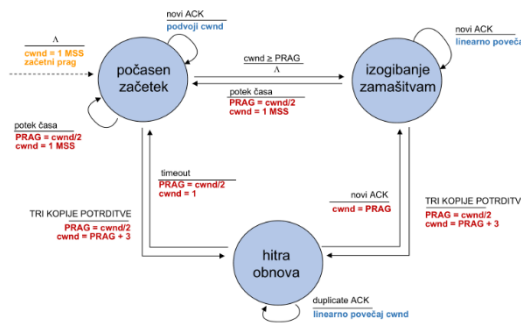 novi ACK
podvoji cwnd
Λ
cwnd = 1 MSS
začetni prag
počasen
začetek
cwnd ≥ PRAG
Λ
novi ACK
linearno poveča
izogibanje
zamašitvam
potek časa
PRAG = cwnd/2
cwnd = 1 MSS
potek časa
PRAG = cwnd/2
cwnd = 1 MSS
timeout
PRAG = cwnd/2
cwnd = 1
novi ACK
cwnd = PRAG
TRI KOPIJE POTRDITVE
PRAG = cwnd/2
cwnd = PRAG + 3
TRI KOPIJE POTRDITV
PRAG = cwnd/2
cwnd = PRAG + 3
hitra
obnova
duplicate ACK
linearno povečaj cwnd